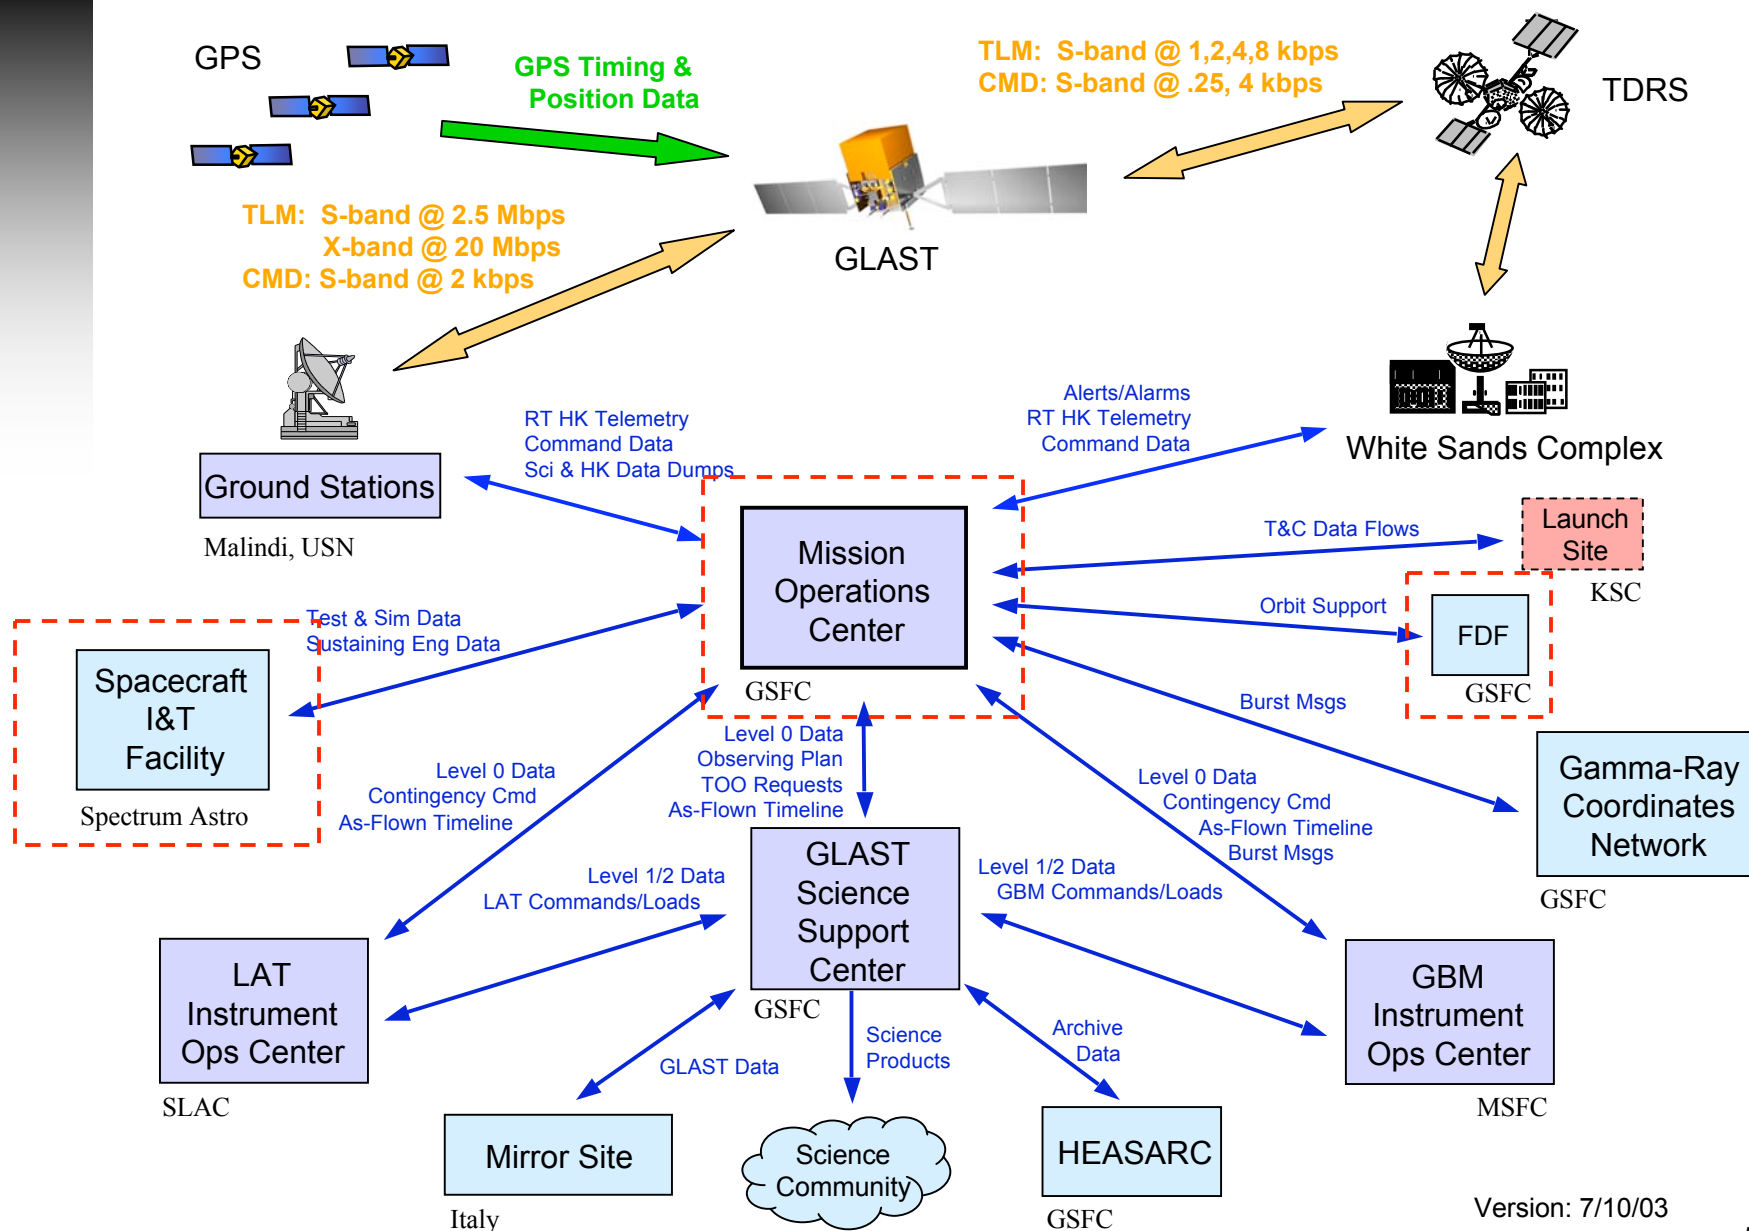 GPS
GPS Timing &
Position Data
TLM: S-band @ 1,2,4,8 kbps
CMD: S-band @ .25, 4 kbps
TDRS
TLM: S-band @ 2.5 Mbps
X-band @ 20 Mbps
CMD: S-band @ 2 kbps
GLAST
Alerts/Alarms
RT HK Telemetry
Command Data
RT HK Telemetry
Command Data
Sci & HK Data Dumps
White Sands Complex
Ground Stations
Malindi, USN
Mission
Operations
Center
GSFC
T&C Data Flows
Launch
Site
KSC
Orbit Support
FDF
GSFC
Test & Sim Data
Sustaining Eng Data
Spacecraft
I&T
Facility
Spectrum Astro
Burst Msgs
Gamma-Ray
Coordinates
Network
GSFC
Level 0 Data
Contingency Cmd
As-Flown Timeline
Level 0 Data
Observing Plan
TOO Requests
As-Flown Timeline
Level 0 Data
Contingency Cmd
As-Flown Timeline
Burst Msgs
GLAST
Science
Support
Center
GSFC
Level 1/2 Data
LAT Commands/Loads
Level 1/2 Data
GBM Commands/Loads
LAT
Instrument
Ops Center
SLAC
GBM
Instrument
Ops Center
MSFC
GLAST Data
Science
Products
Archive
Data
Mirror Site
Italy
Science
Community
HEASARC
GSFC
Version: 7/10/03